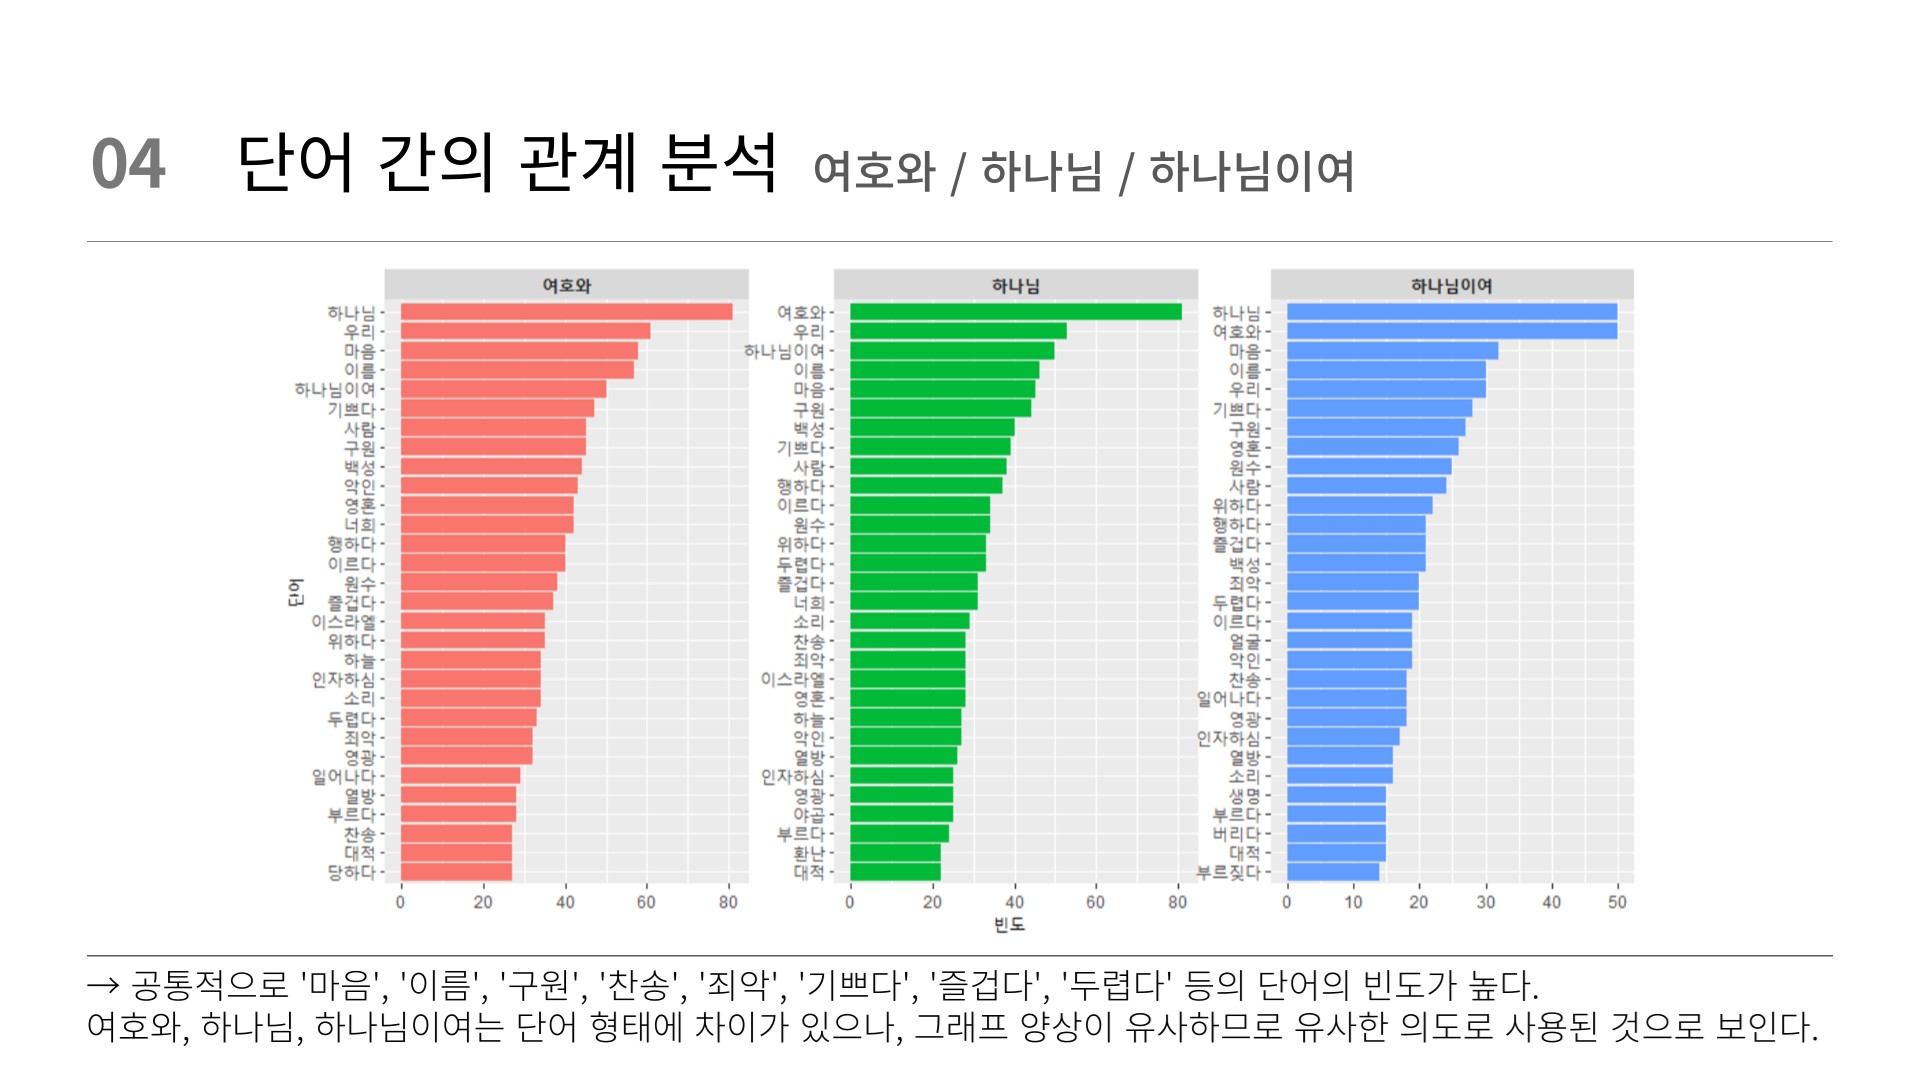 04 단어 간의 관계 분석 여호와 / 하나님 / 하나님이여
여호와
하나님
우리
마음
이름
하나님이여
기쁘다
사람
구원
백성
악인
영혼
너희
행하다
이르다
원수
즐겁다
이스라엘
위하다
하늘
인자하심
소리
두렵다
죄악
영광
일어나다
열방
부르다
찬송
대적
당하다
0 20 40 60 80
단어
하나님
여호와
우리
하나님이여
이름
마음
구원
백성
기쁘다
사람
행하다
이르다
원수
위하다
두렵다
즐겁다
너희
소리
찬송
죄악
이스라엘
영혼
하늘
악인
열방
인자하심
영광
야곱
부르다
환난
대적
0 20 40 60 80
빈도
하나님이여
하나님
여호와
마음
이름
우리
기쁘다
구원
영혼
원수
사람
위하다
행하다
즐겁다
백성
죄악
두렵다
이르다
얼굴
악인
찬송
일어나다
영광
인자하심
열방
소리
생명
부르다
버리다
대적
부르짖다
0 10 20 30 40 50
→ 공통적으로 '마음', '이름', '구원', '찬송', '죄악', '기쁘다', '즐겁다', '두렵다' 등의 단어의 빈도가 높다.
여호와, 하나님, 하나님이여는 단어 형태에 차이가 있으나, 그래프 양상이 유사하므로 유사한 의도로 사용된 것으로 보인다.